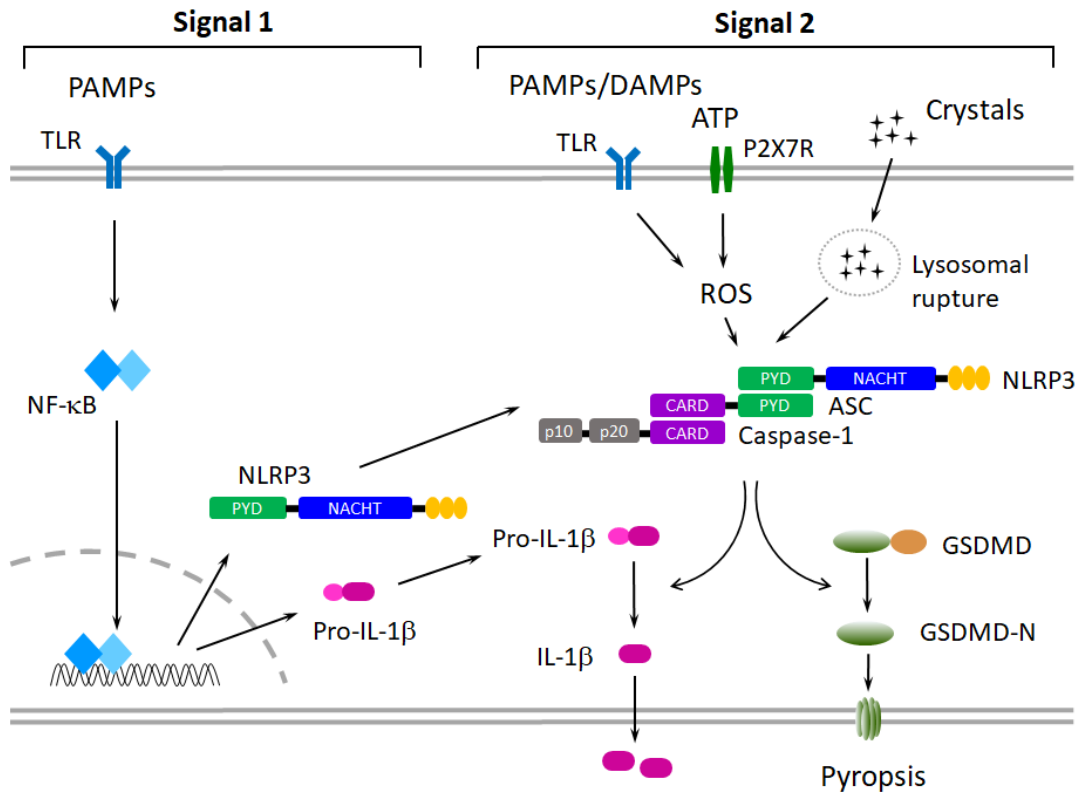 Signal 1
Signal 2
PAMPs
PAMPs/DAMPs
TLR
TLR
ATP
P2X7R
Crystals
ROS
Lysosomal
rupture
NF-κB
PYD
NACHT
NLRP3
CARD
PYD
ASC
p10
p20
CARD
Caspase-1
NLRP3
PYD
NACHT
Pro-IL-1β
Pro-IL-1β
GSDMD
IL-1β
GSDMD-N
Pyropsis